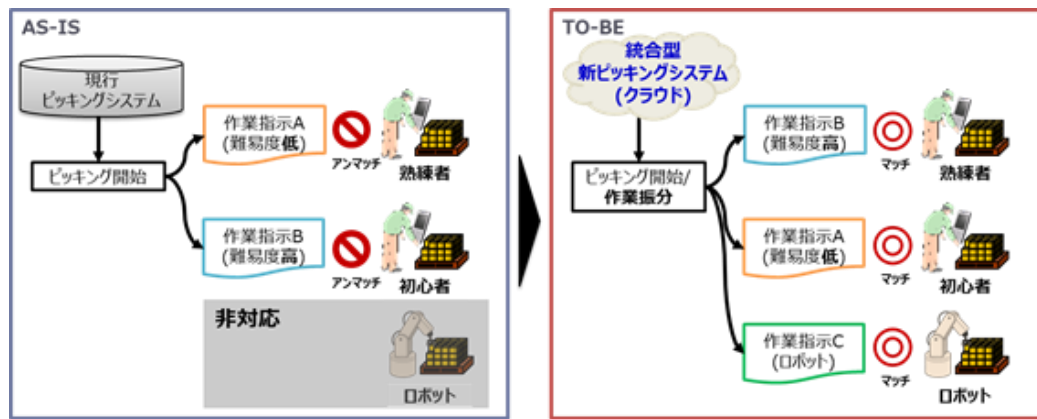 AS-IS
現行
ピッキングシステム
ピッキング開始
作業指示A
(難易度低)
アンマッチ
熟練者
作業指示B
(難易度高)
アンマッチ
初心者
非対応
ロボット
TO-BE
統合型
新ピッキングシステム
(クラウド)
ピッキング開始/
作業振分
作業指示B
(難易度高)
マッチ
熟練者
作業指示A
(難易度低)
マッチ
初心者
作業指示C
(ロボット)
マッチ
ロボット